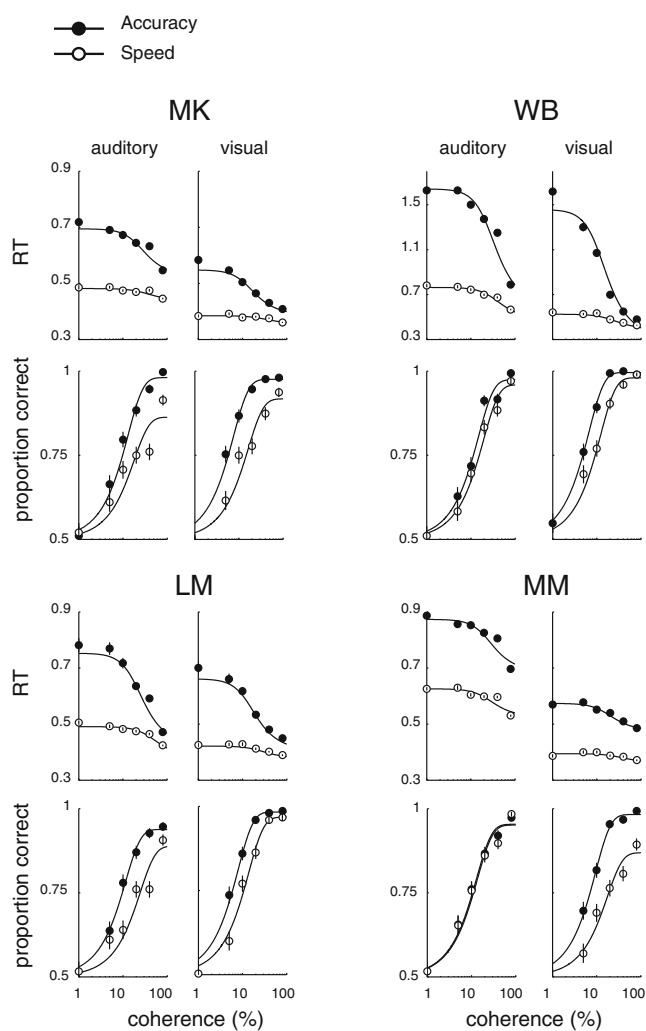 Accuracy
Speed
MK
WB
auditory
visual
auditory
visual
0.9
0.7
0.5
0.3
RT
1.5
1.1
0.7
0.3
proportion correct
1
0.75
0.5
1
0.75
0.5
LM
MM
RT
0.9
0.7
0.5
0.3
0.9
0.7
0.5
0.3
proportion correct
1
0.75
0.5
1
0.75
0.5
1 10 100 1 10 100 1 10 100 1 10 100
coherence (%) coherence (%)